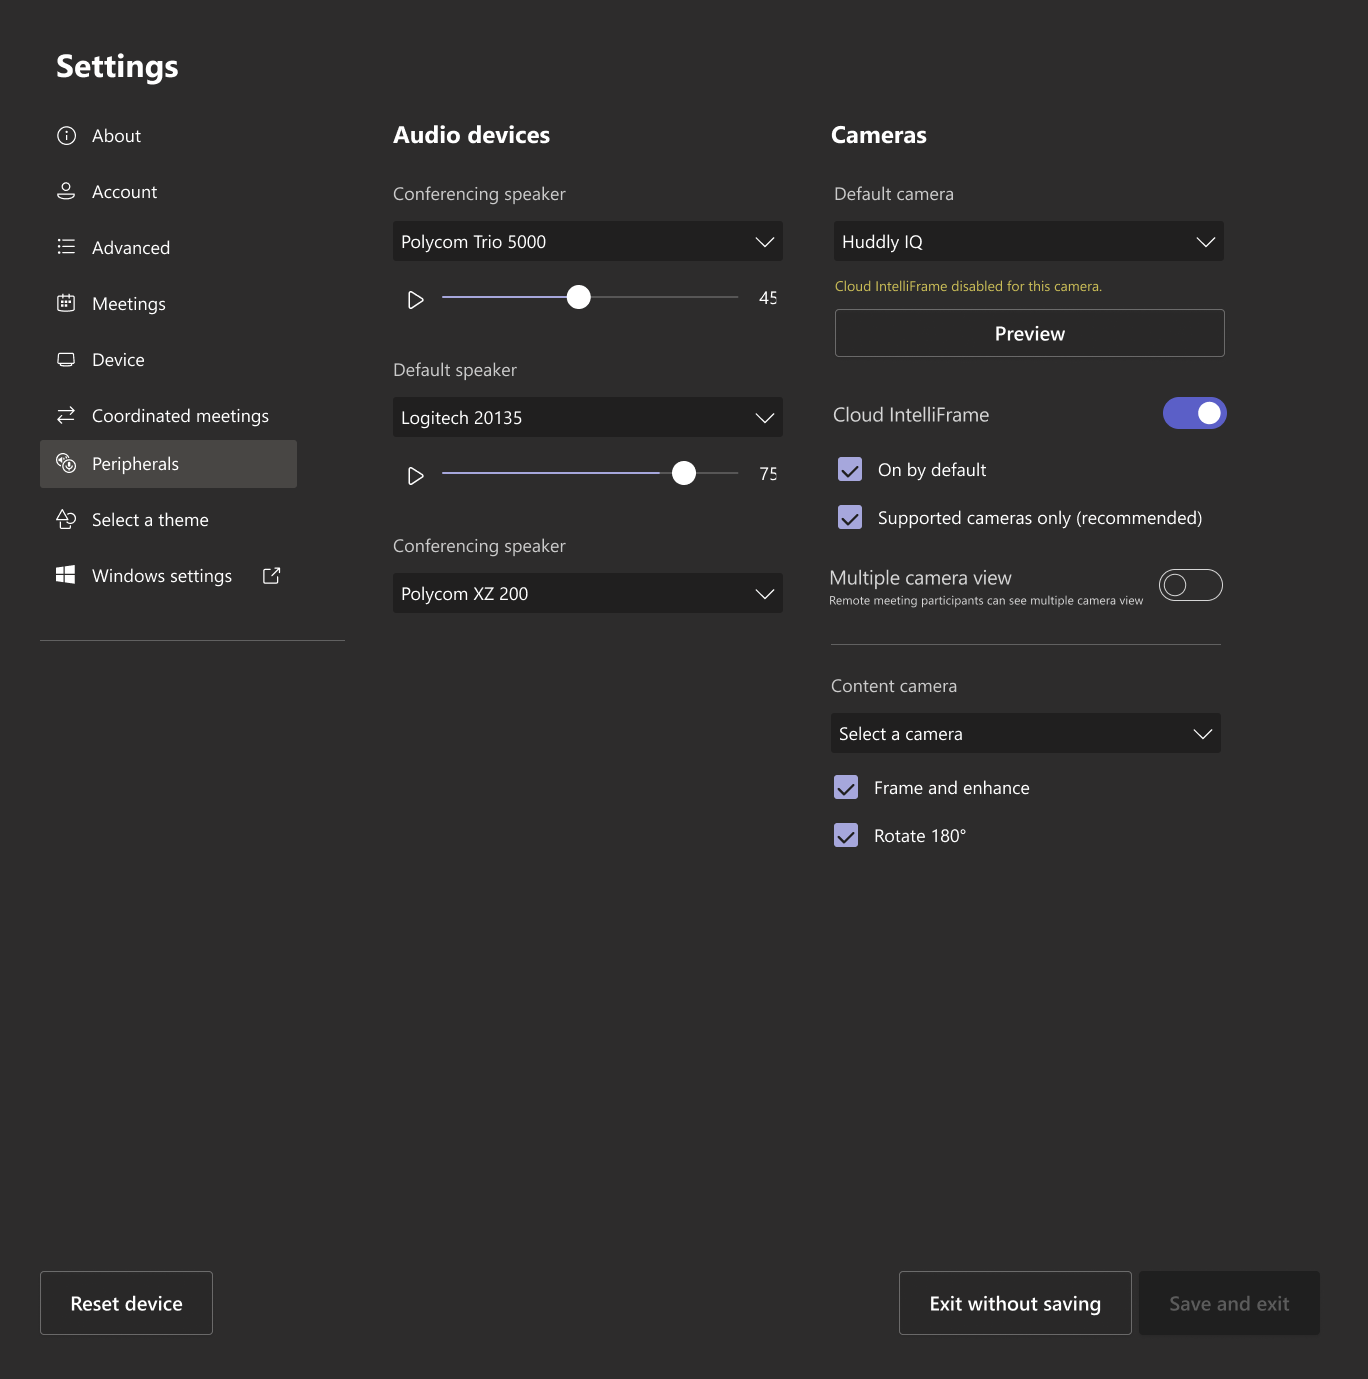 Settings
About
Account
Advanced
Meetings
Device
Coordinated meetings
Peripherals
Select a theme
Windows settings
Audio devices
Conferencing speaker
Polycom Trio 5000
45
Default speaker
Logitech 20135
75
Conferencing speaker
Polycom XZ 200
Cameras
Default camera
Huddly IQ
Cloud IntelliFrame disabled for this camera.
Preview
Cloud IntelliFrame
On by default
Supported cameras only (recommended)
Multiple camera view
Remote meeting participants can see multiple camera view
Content camera
Select a camera
Frame and enhance
Rotate 180°
Reset device
Exit without saving
Save and exit